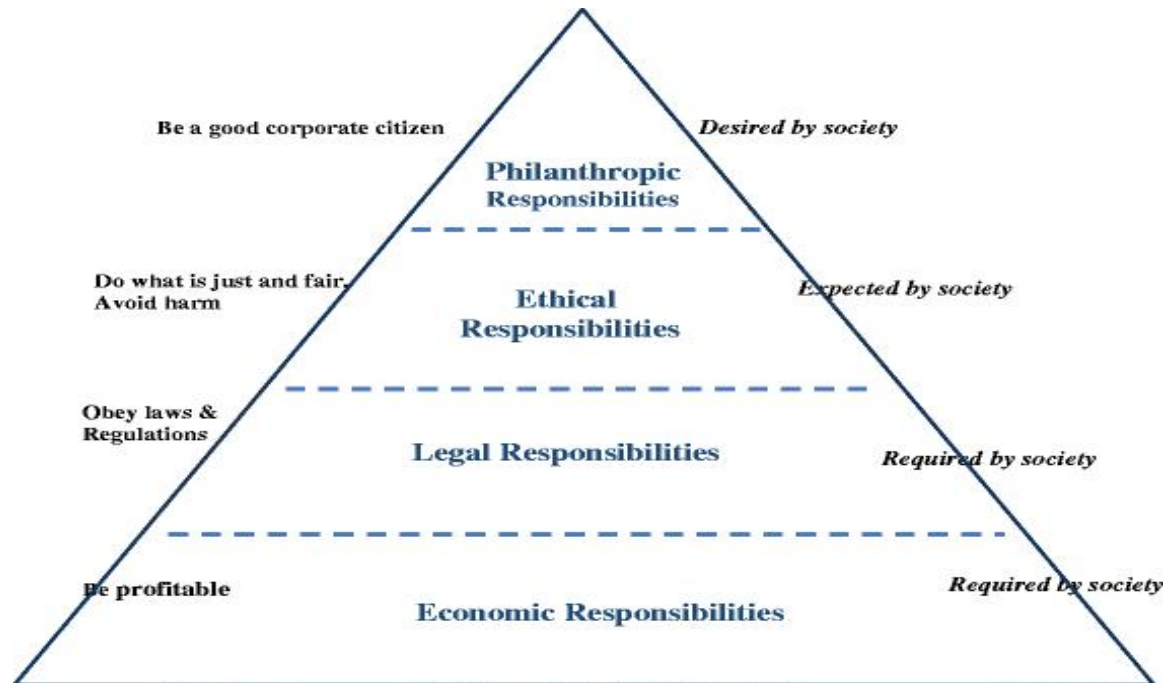 Be a good corporate citizen
Desired by society
Philanthropic
Responsibilities
Do what is just and fair,
Avoid harm
Expected by society
Ethical
Responsibilities
Obey laws &
Regulations
Legal Responsibilities
Required by society
Be profitable
Required by society
Economic Responsibilities